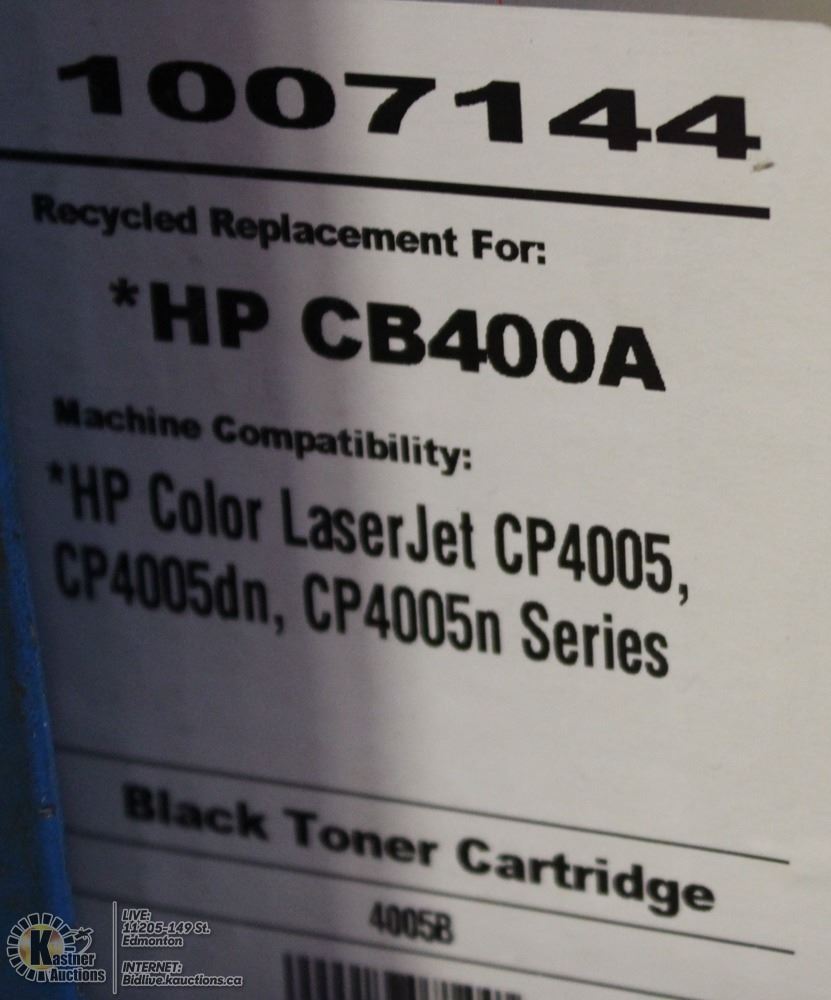 1007144
Recycled Replacement For:
*HP CB400A
Machine Compatibility:
*HP Color LaserJet CP4005,
CP4005dn, CP4005n Series
Black Toner Cartridge
4005B
Kastner
Auctions
LIVE:
11205-149 St.
Edmonton
INTERNET:
Bidlive.kauctions.ca